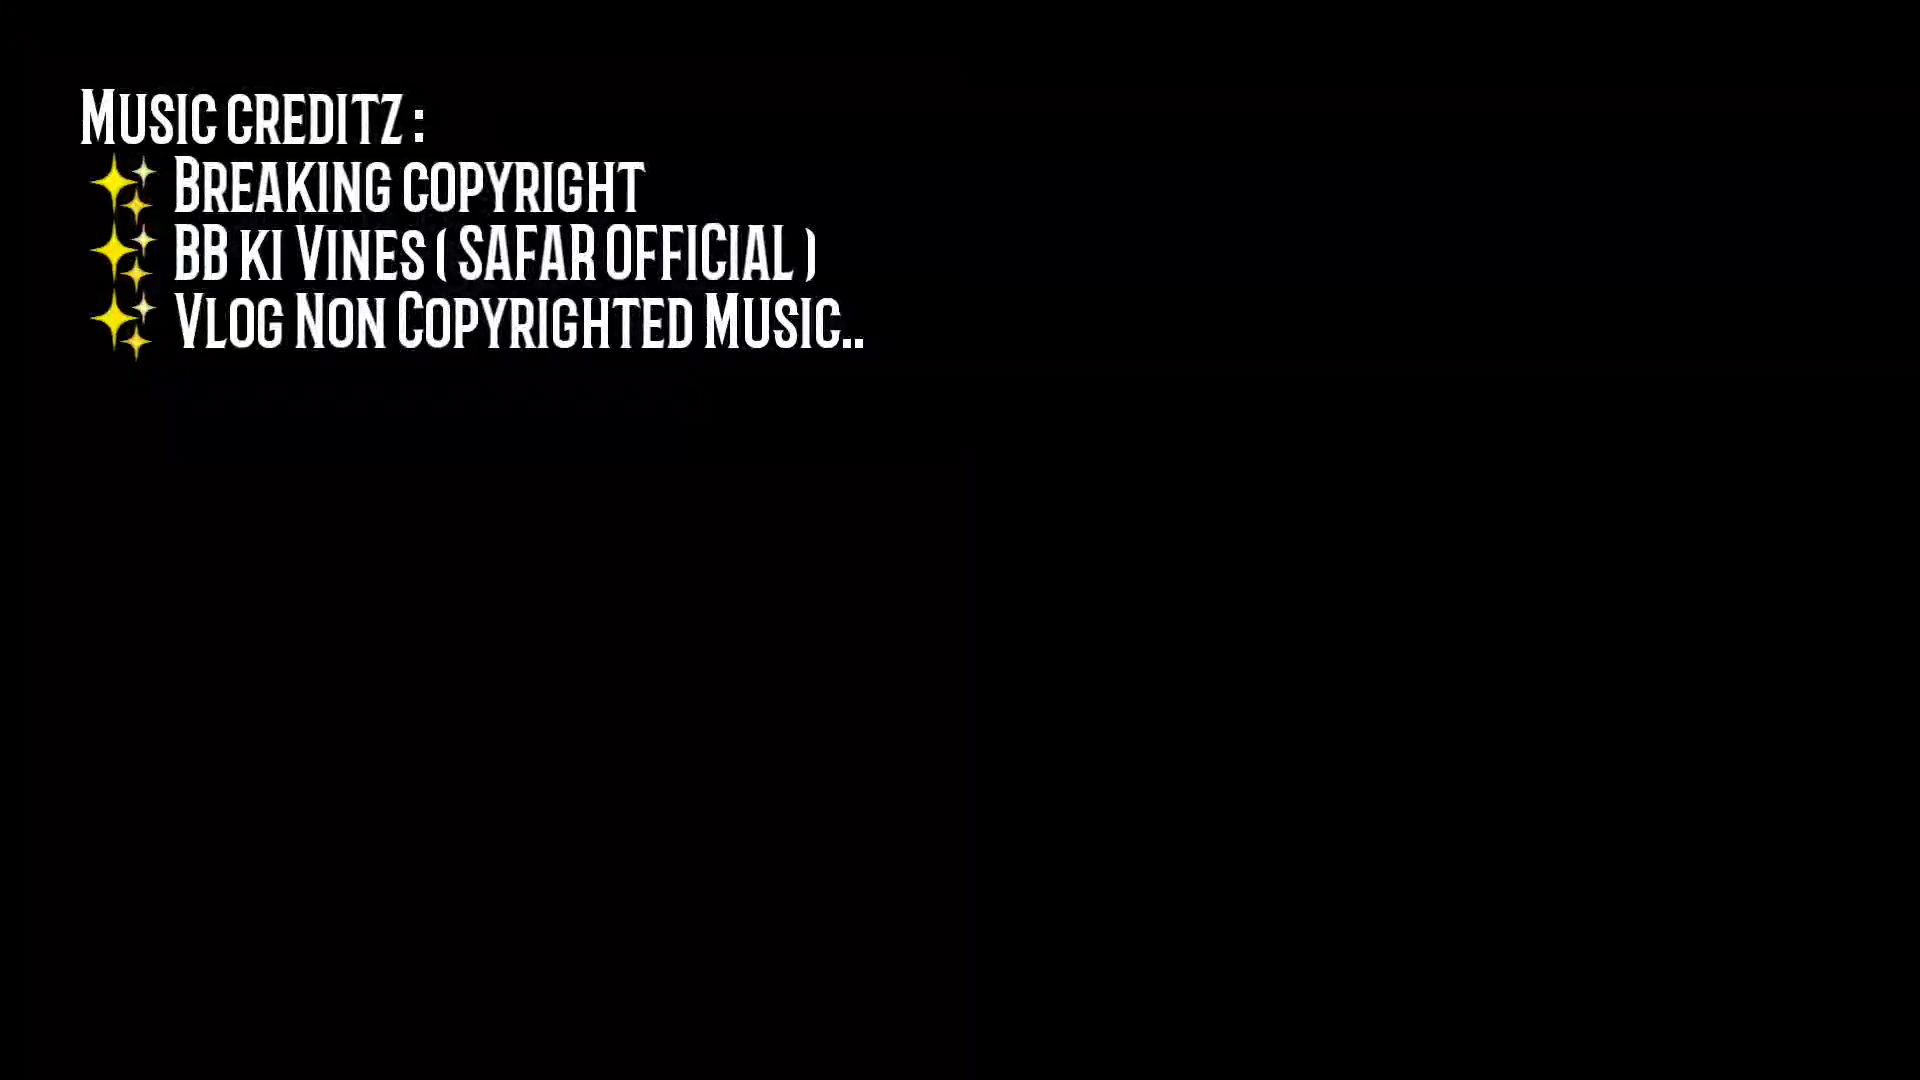 Music creditz :
✨ Breaking copyright
✨ BB ki Vines ( SAFAR OFFICIAL )
✨ Vlog Non Copyrighted Music..